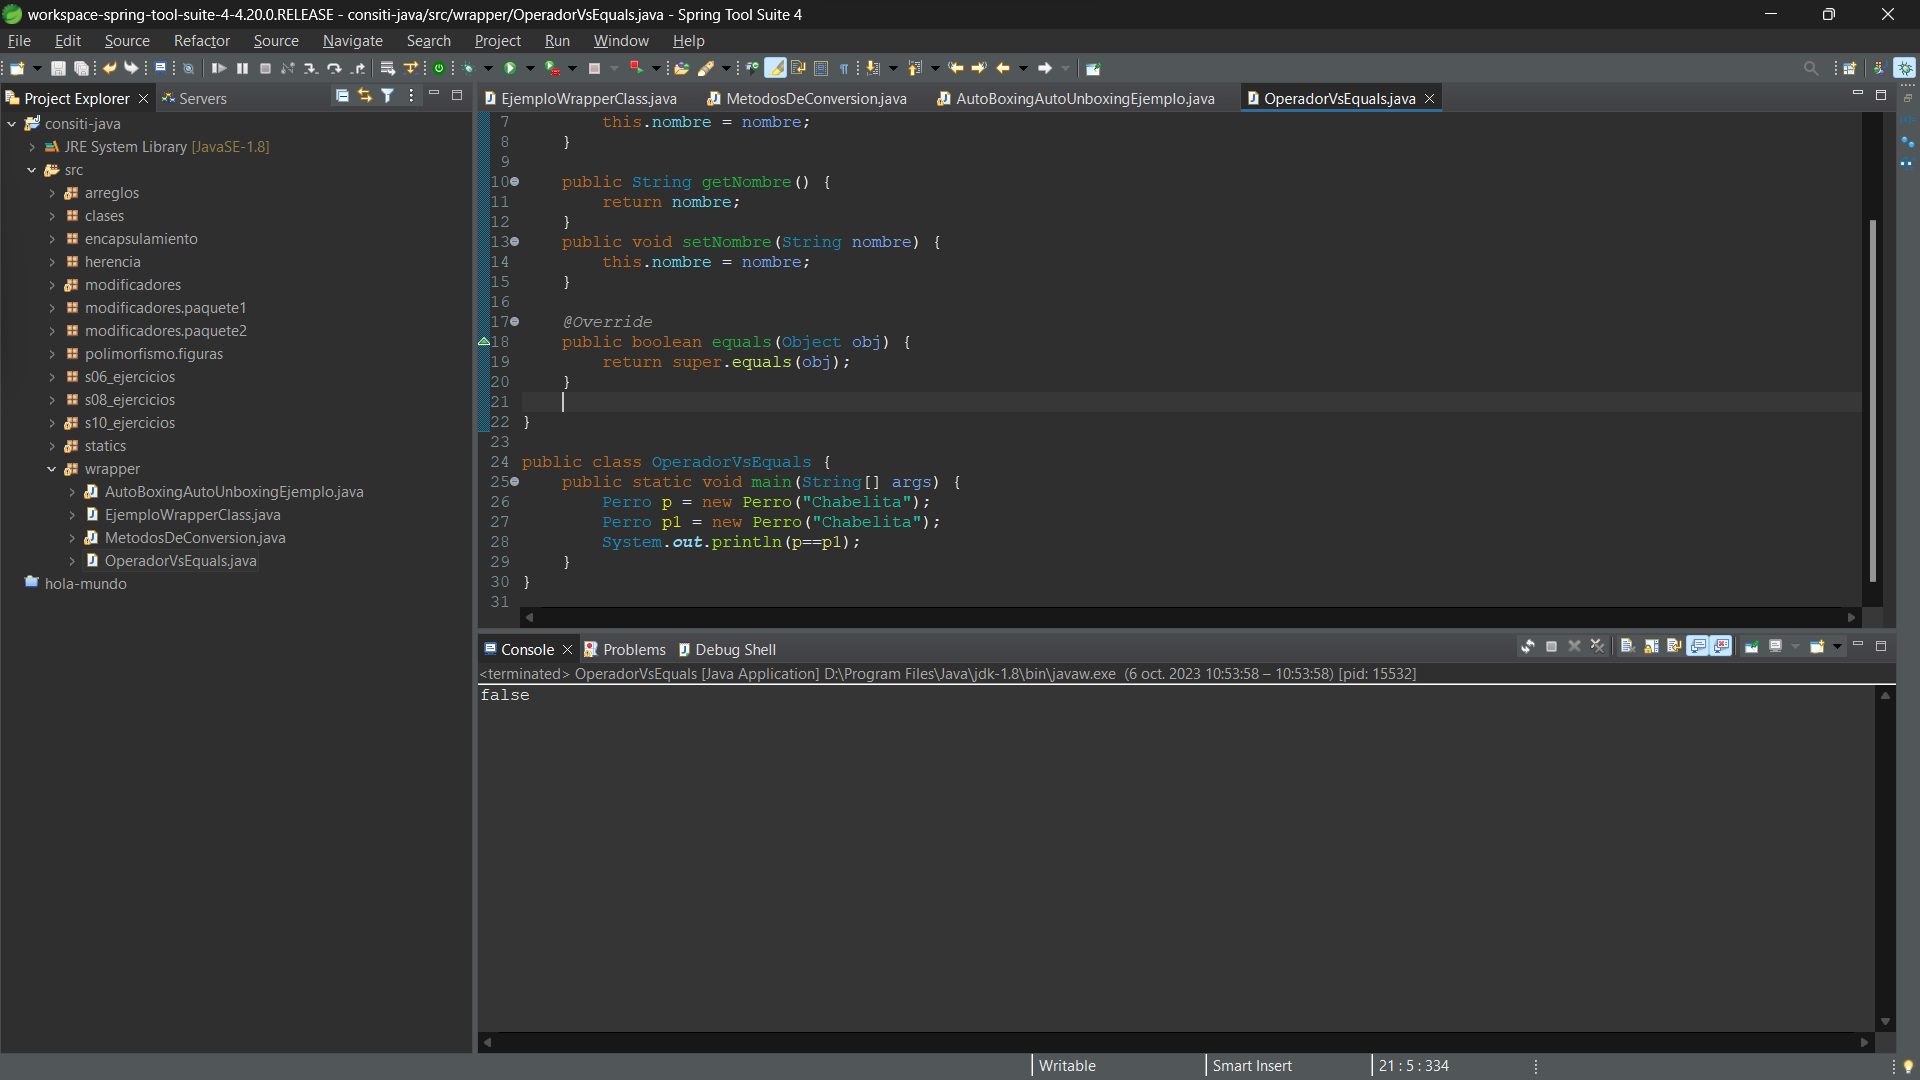 workspace-spring-tool-suite-4-4.20.0.RELEASE - consiti-java/src/wrapper/OperadorVsEquals.java - Spring Tool Suite 4
File Edit Source Refactor Source Navigate Search Project Run Window Help
Project Explorer
Servers
consiti-java
JRE System Library [JavaSE-1.8]
src
arreglos
clases
encapsulamiento
herencia
modificadores
modificadores.paquete1
modificadores.paquete2
polimorfismo.figuras
s06_ejercicios
s08_ejercicios
s10_ejercicios
statics
wrapper
AutoBoxingAutoUnboxingEjemplo.java
EjemploWrapperClass.java
MetodosDeConversion.java
OperadorVsEquals.java
hola-mundo
EjemploWrapperClass.java MetodosDeConversion.java AutoBoxingAutoUnboxingEjemplo.java OperadorVsEquals.java
7 this.nombre = nombre;
8 }
9
10 public String getNombre() {
11 return nombre;
12 }
13 public void setNombre(String nombre) {
14 this.nombre = nombre;
15 }
16
17 @Override
18 public boolean equals(Object obj) {
19 return super.equals(obj);
20 }
21
22 }
23
24 public class OperadorVsEquals {
25 public static void main(String[] args) {
26 Perro p = new Perro("Chabelita");
27 Perro p1 = new Perro("Chabelita");
28 System.out.println(p==p1);
29 }
30 }
31
Console Problems Debug Shell
<terminated> OperadorVsEquals [Java Application] D:\Program Files\Java\jdk-1.8\bin\javaw.exe (6 oct. 2023 10:53:58 – 10:53:58) [pid: 15532]
false
Writable Smart Insert 21 : 5 : 334